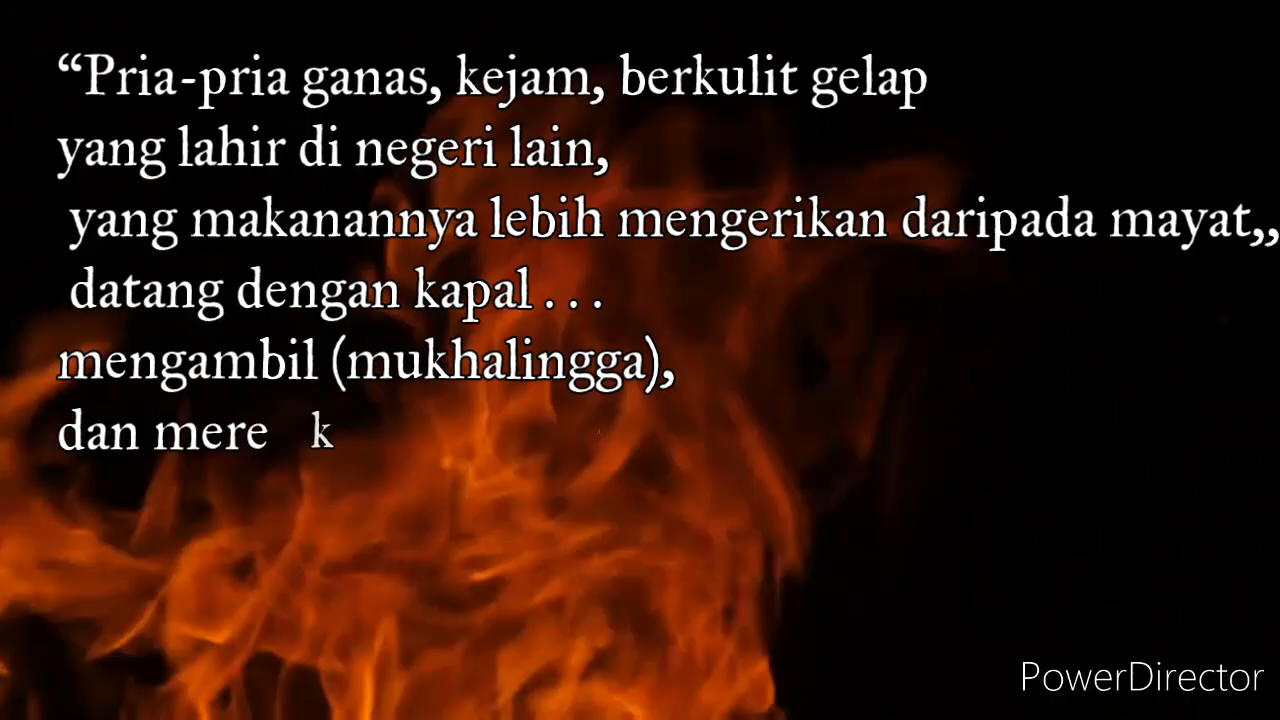 “Pria-pria ganas, kejam, berkulit gelap
yang lahir di negeri lain,
yang makanannya lebih mengerikan daripada mayat,,
datang dengan kapal . . .
mengambil (mukhalingga),
dan mere k
PowerDirector